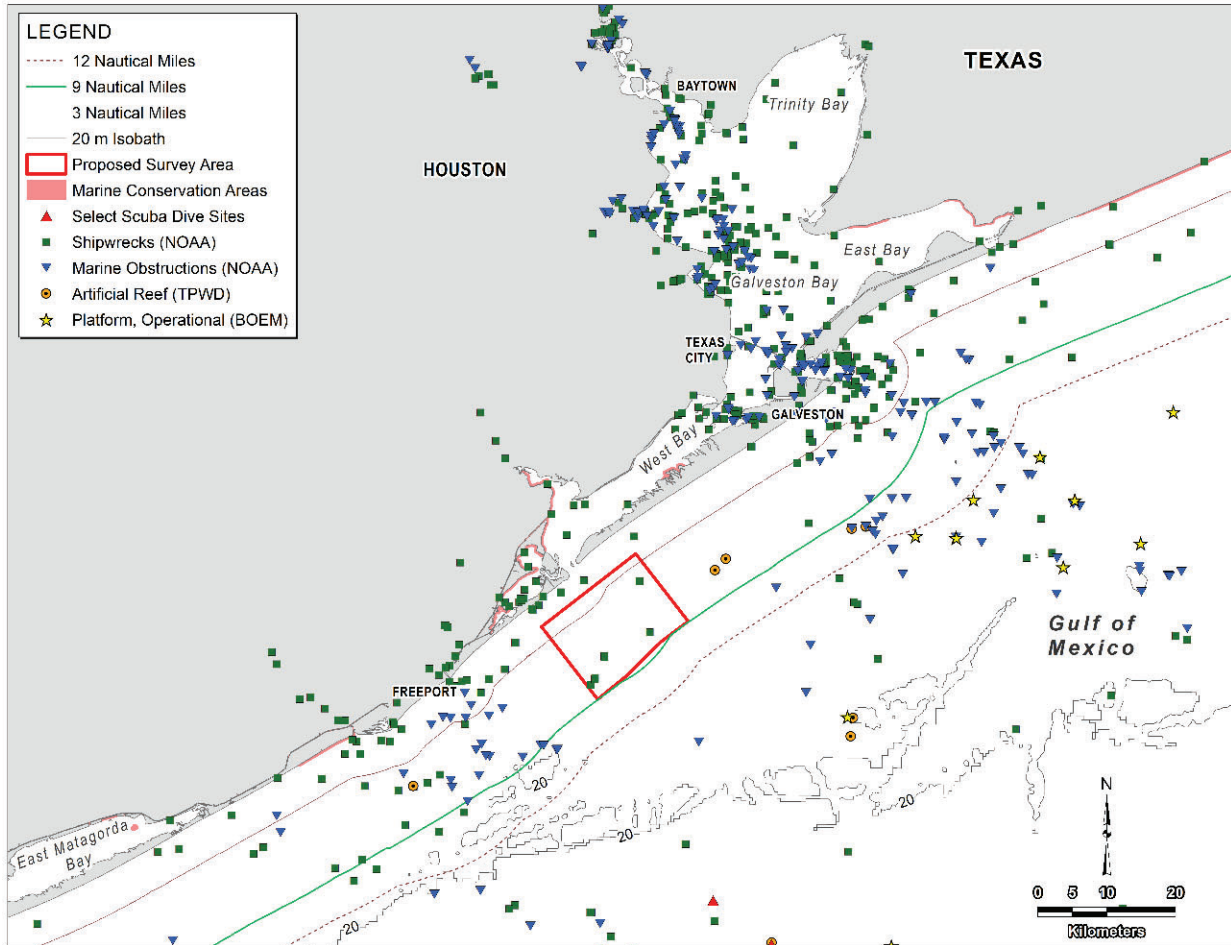 LEGEND
12 Nautical Miles
9 Nautical Miles
3 Nautical Miles
20 m Isobath
Proposed Survey Area
Marine Conservation Areas
Select Scuba Dive Sites
Shipwrecks (NOAA)
Marine Obstructions (NOAA)
Artificial Reef (TPWD)
Platform, Operational (BOEM)
TEXAS
BAYTOWN
Trinity Bay
HOUSTON
East Bay
Galveston Bay
TEXAS
CITY
GALVESTON
West Bay
Gulf of
Mexico
FREEPORT
20
20
20
East Matagorda
Bay
20
N
0 5 10 20
Kilometers